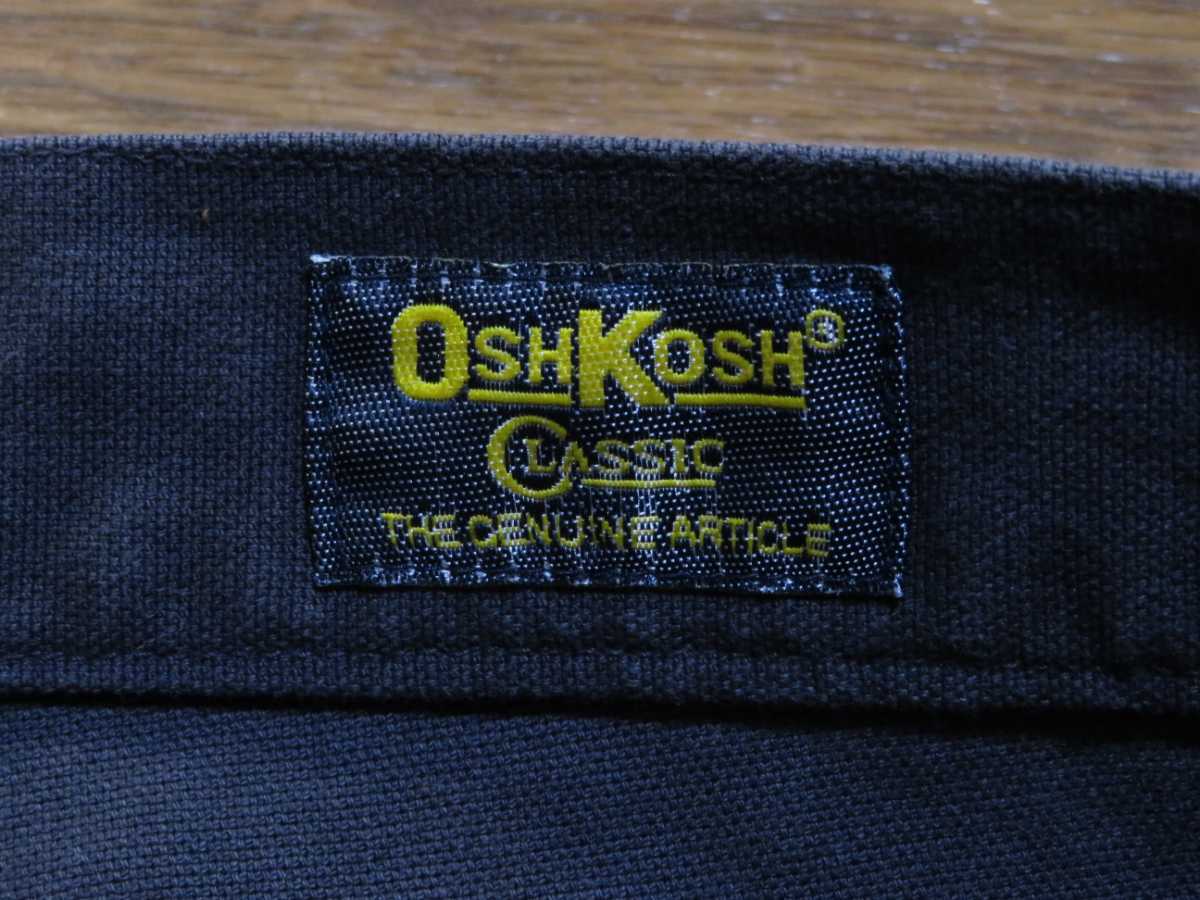 OSHKOSH®
CLASSIC
THE GENUINE ARTICLE